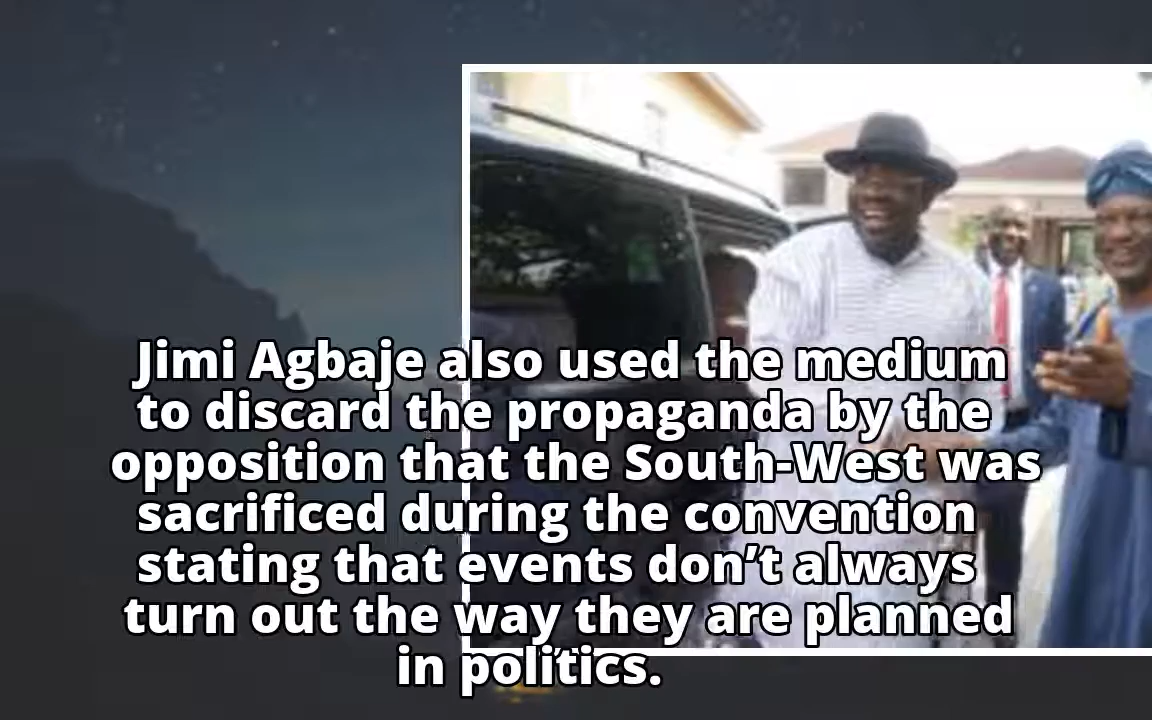 Jimi Agbaje also used the medium
to discard the propaganda by the
opposition that the South-West was
sacrificed during the convention
stating that events don’t always
turn out the way they are planned
in politics.